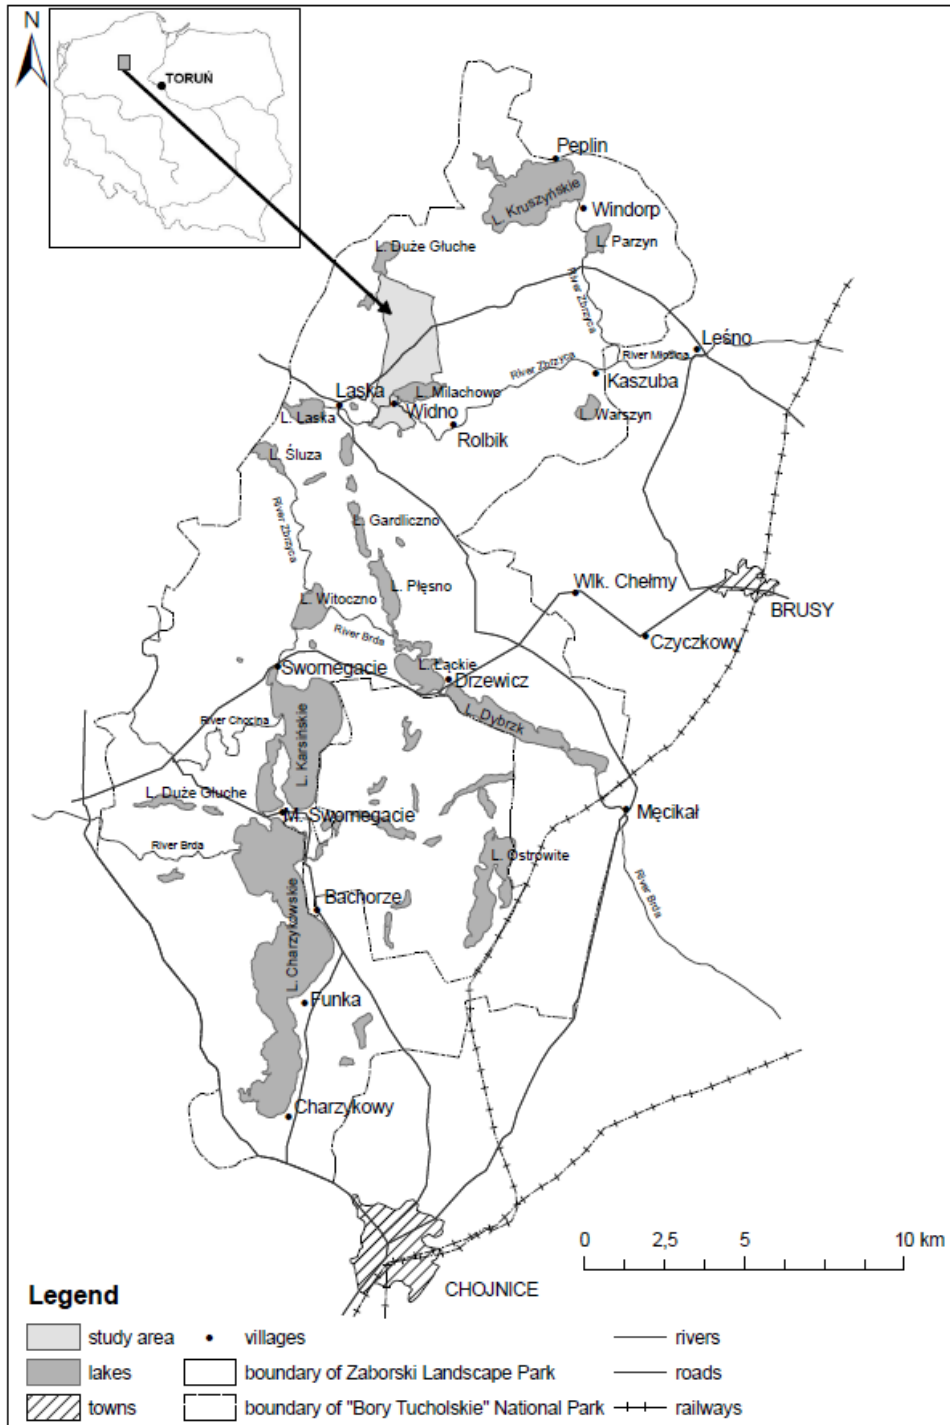 N
TORUŃ
Peplin
L. Kruszyńskie
Windorp
L. Duże Głuche
L. Parzyn
River Zbrzyca
Leśno
River Młosina
River Zbrzyca
Kaszuba
L. Milachowo
Laska
Widno
L. Warszyn
L. Laska
Rolbik
L. Śluza
River Zbrzyca
L. Gardliczno
Wlk. Chełmy
L. Płęsno
L. Witoczno
BRUSY
River Brda
Czyczkowy
Swornegacie
L. Łąckie
Drzewicz
L. Dybrzk
River Chocina
L. Karsińskie
L. Duże Głuche
M. Swornegacie
Męcikał
River Brda
L. Ostrowite
River Brda
Bachorze
L. Charzykowskie
Funka
Charzykowy
0 2,5 5 10 km
CHOJNICE
Legend
study area villages rivers
lakes boundary of Zaborski Landscape Park roads
towns boundary of "Bory Tucholskie" National Park railways